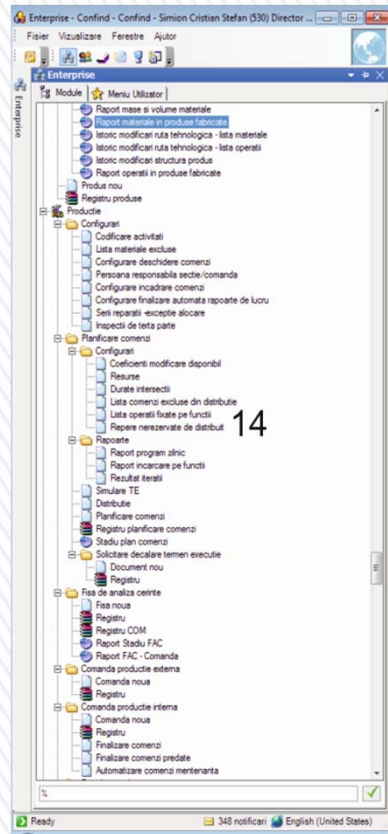 Enterprise - Confind - Confind - Simion Cristian Stefan (530) Director ...
Fisier Vizualizare Ferestre Ajutor
Enterprise
Enterprise
Module Meniu Utilizator
Raport mase si volume materiale
Raport materiale in produse fabricate
Istoric modificari ruta tehnologica - lista materiale
Istoric modificari ruta tehnologica - lista operatii
Istoric modificari structura produs
Raport operatii in produse fabricate
Produs nou
Registru produse
Productie
Configurari
Codificare activitati
Lista materiale excluse
Configurare deschidere comenzi
Persoana responsabila sectie/comanda
Configurare incadrare comenzi
Configurare finalizare automata rapoarte de lucru
Serii reparatii -exceptie alocare
Inspectii de terta parte
Planificare comenzi
Configurari
Coeficienti modificare disponibil
Resurse
Durate intersectii
Lista comenzi excluse din distributie
Lista operatii fixate pe functii
Repere nerezervate de distribuit
14
Rapoarte
Raport program zilnic
Raport incarcare pe functii
Rezultat iteratii
Simulare TE
Distributie
Planificare comenzi
Registru planificare comenzi
Stadiu plan comenzi
Solicitare decalare termen executie
Document nou
Registru
Fisa de analiza cerinte
Fisa noua
Registru
Registru COM
Raport Stadiu FAC
Raport FAC - Comanda
Comanda productie externa
Comanda noua
Registru
Comanda productie interna
Comanda noua
Registru
Finalizare comenzi
Finalizare comenzi predate
Automatizare comenzi mentenanta
%
Ready 348 notificari English (United States)